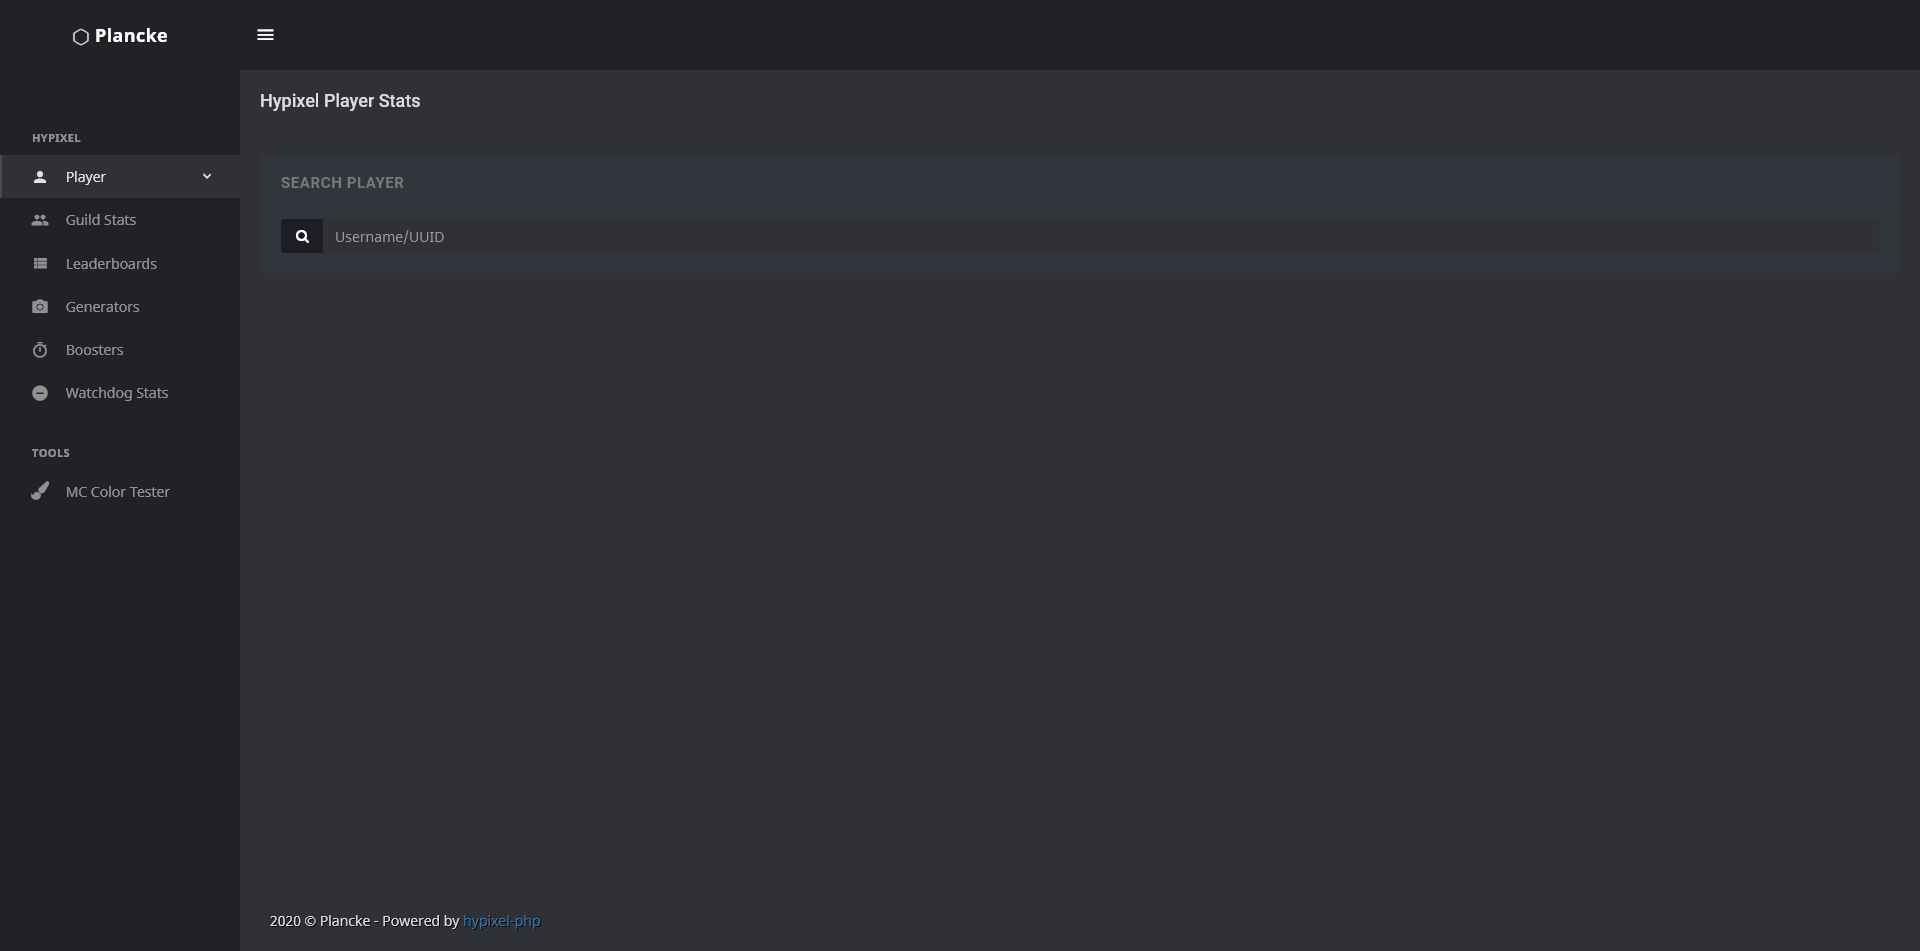 Plancke
Hypixel Player Stats
HYPIXEL
Player
Guild Stats
Leaderboards
Generators
Boosters
Watchdog Stats
TOOLS
MC Color Tester
SEARCH PLAYER
Username/UUID
2020 © Plancke - Powered by hypixel-php